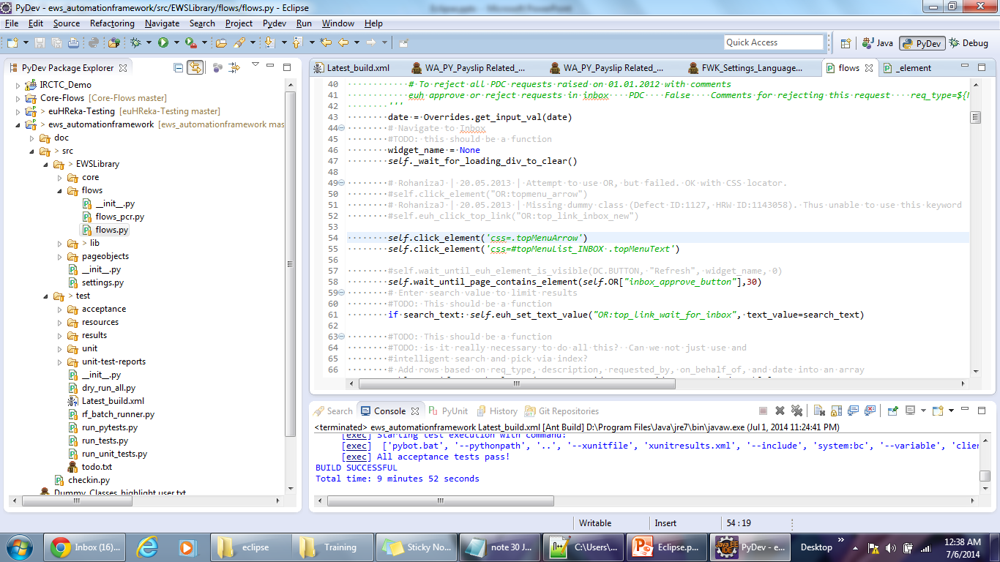 PyDev - ews_automationframework/src/EWSLibrary/flows/flows.py - Eclipse
File Edit Source Refactoring Navigate Search Project Pydev Run Window Help
Quick Access
Java
PyDev
Debug
PyDev Package Explorer
IRCTC_Demo
Core-Flows [Core-Flows master]
> euHReka-Testing [euHReka-Testing master]
> ews_automationframework [ews_automationframework mas
doc
> src
> EWSLibrary
core
flows
__init__.py
flows_pcr.py
flows.py
> lib
pageobjects
__init__.py
settings.py
> test
acceptance
resources
results
unit
unit-test-reports
__init__.py
dry_run_all.py
Latest_build.xml
rf_batch_runner.py
run_pytests.py
run_tests.py
run_unit_tests.py
todo.txt
checkin.py
Dummy_Classes_highlight user.txt
Latest_build.xml
WA_PY_Payslip Related_...
WA_PY_Payslip Related_...
FWK_Settings_Language...
flows
_element
40 # To reject all PDC requests raised on 01.01.2012 with comments
41 euh approve or reject requests in inbox PDC False Comments for rejecting this request req_type=${
42 '''
43 date = Overrides.get_input_val(date)
44 # Navigate to Inbox
45 #TODO: this should be a function
46 widget_name = None
47 self._wait_for_loading_div_to_clear()
48
49 # RohanizaJ | 20.05.2013 | Attempt to use OR, but failed. OK with CSS locator.
50 #self.click_element("OR:topmenu_arrow")
51 # RohanizaJ | 20.05.2013 | Missing dummy class (Defect ID:1127, HRW ID:1143058). Thus unable to use this keyword
52 #self.euh_click_top_link("OR:top_link_inbox_new")
53
54 self.click_element('css=.topMenuArrow')
55 self.click_element('css=#topMenuList_INBOX .topMenuText')
56
57 #self.wait_until_euh_element_is_visible(DC.BUTTON, "Refresh", widget_name, 0)
58 self.wait_until_page_contains_element(self.OR["inbox_approve_button"],30)
59 # Enter search value to limit results
60 #TODO: This should be a function
61 if search_text: self.euh_set_text_value("OR:top_link_wait_for_inbox", text_value=search_text)
62
63 #TODO: This should be a function
64 #TODO: is it really necessary to do all this? Can we not just use and
65 #intelligent search and pick via index?
66 # Add rows based on req_type, description, requested_by, on_behalf_of, and date into an array
Search
Console
PyUnit
History
Git Repositories
<terminated> ews_automationframework Latest_build.xml [Ant Build] D:\Program Files\Java\jre7\bin\javaw.exe (Jul 1, 2014 11:24:41 PM)
[exec] Starting test execution with command:
[exec] ['pybot.bat', '--pythonpath', '..', '--xunitfile', 'xunitresults.xml', '--include', 'system:bc', '--variable', 'clie
[exec] All acceptance tests pass!
BUILD SUCCESSFUL
Total time: 9 minutes 52 seconds
Writable
Insert
54 : 19
Inbox (16)...
eclipse
Training
Sticky No...
note 30 J...
C:\Users\...
Eclipse.p...
PyDev - e...
Desktop
12:38 AM
7/6/2014